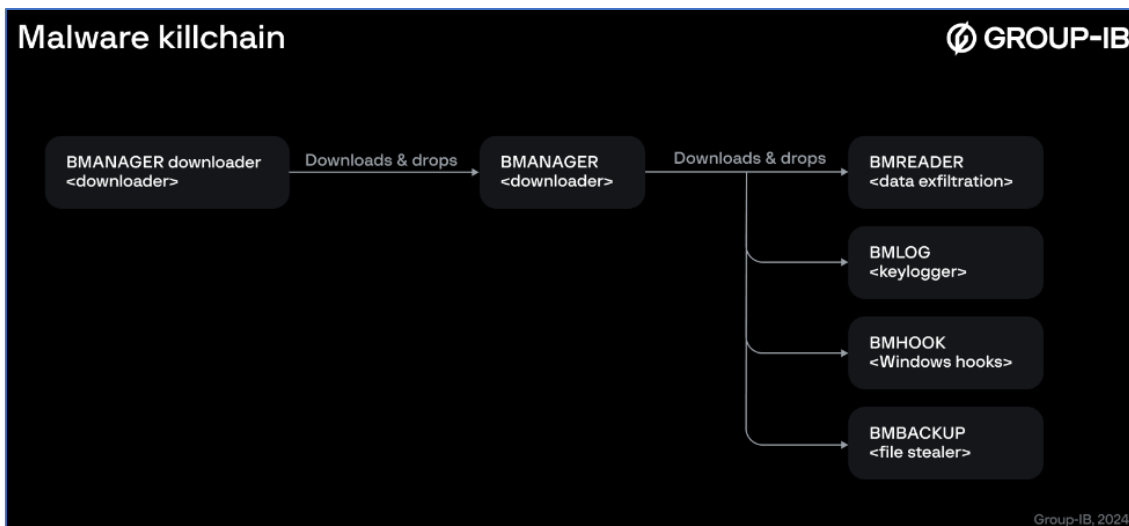 Malware killchain
GROUP-IB
BMANAGER downloader
<downloader>
Downloads & drops
BMANAGER
<downloader>
Downloads & drops
BMREADER
<data exfiltration>
BMLOG
<keylogger>
BMHOOK
<Windows hooks>
BMBACKUP
<file stealer>
Group-IB, 2024